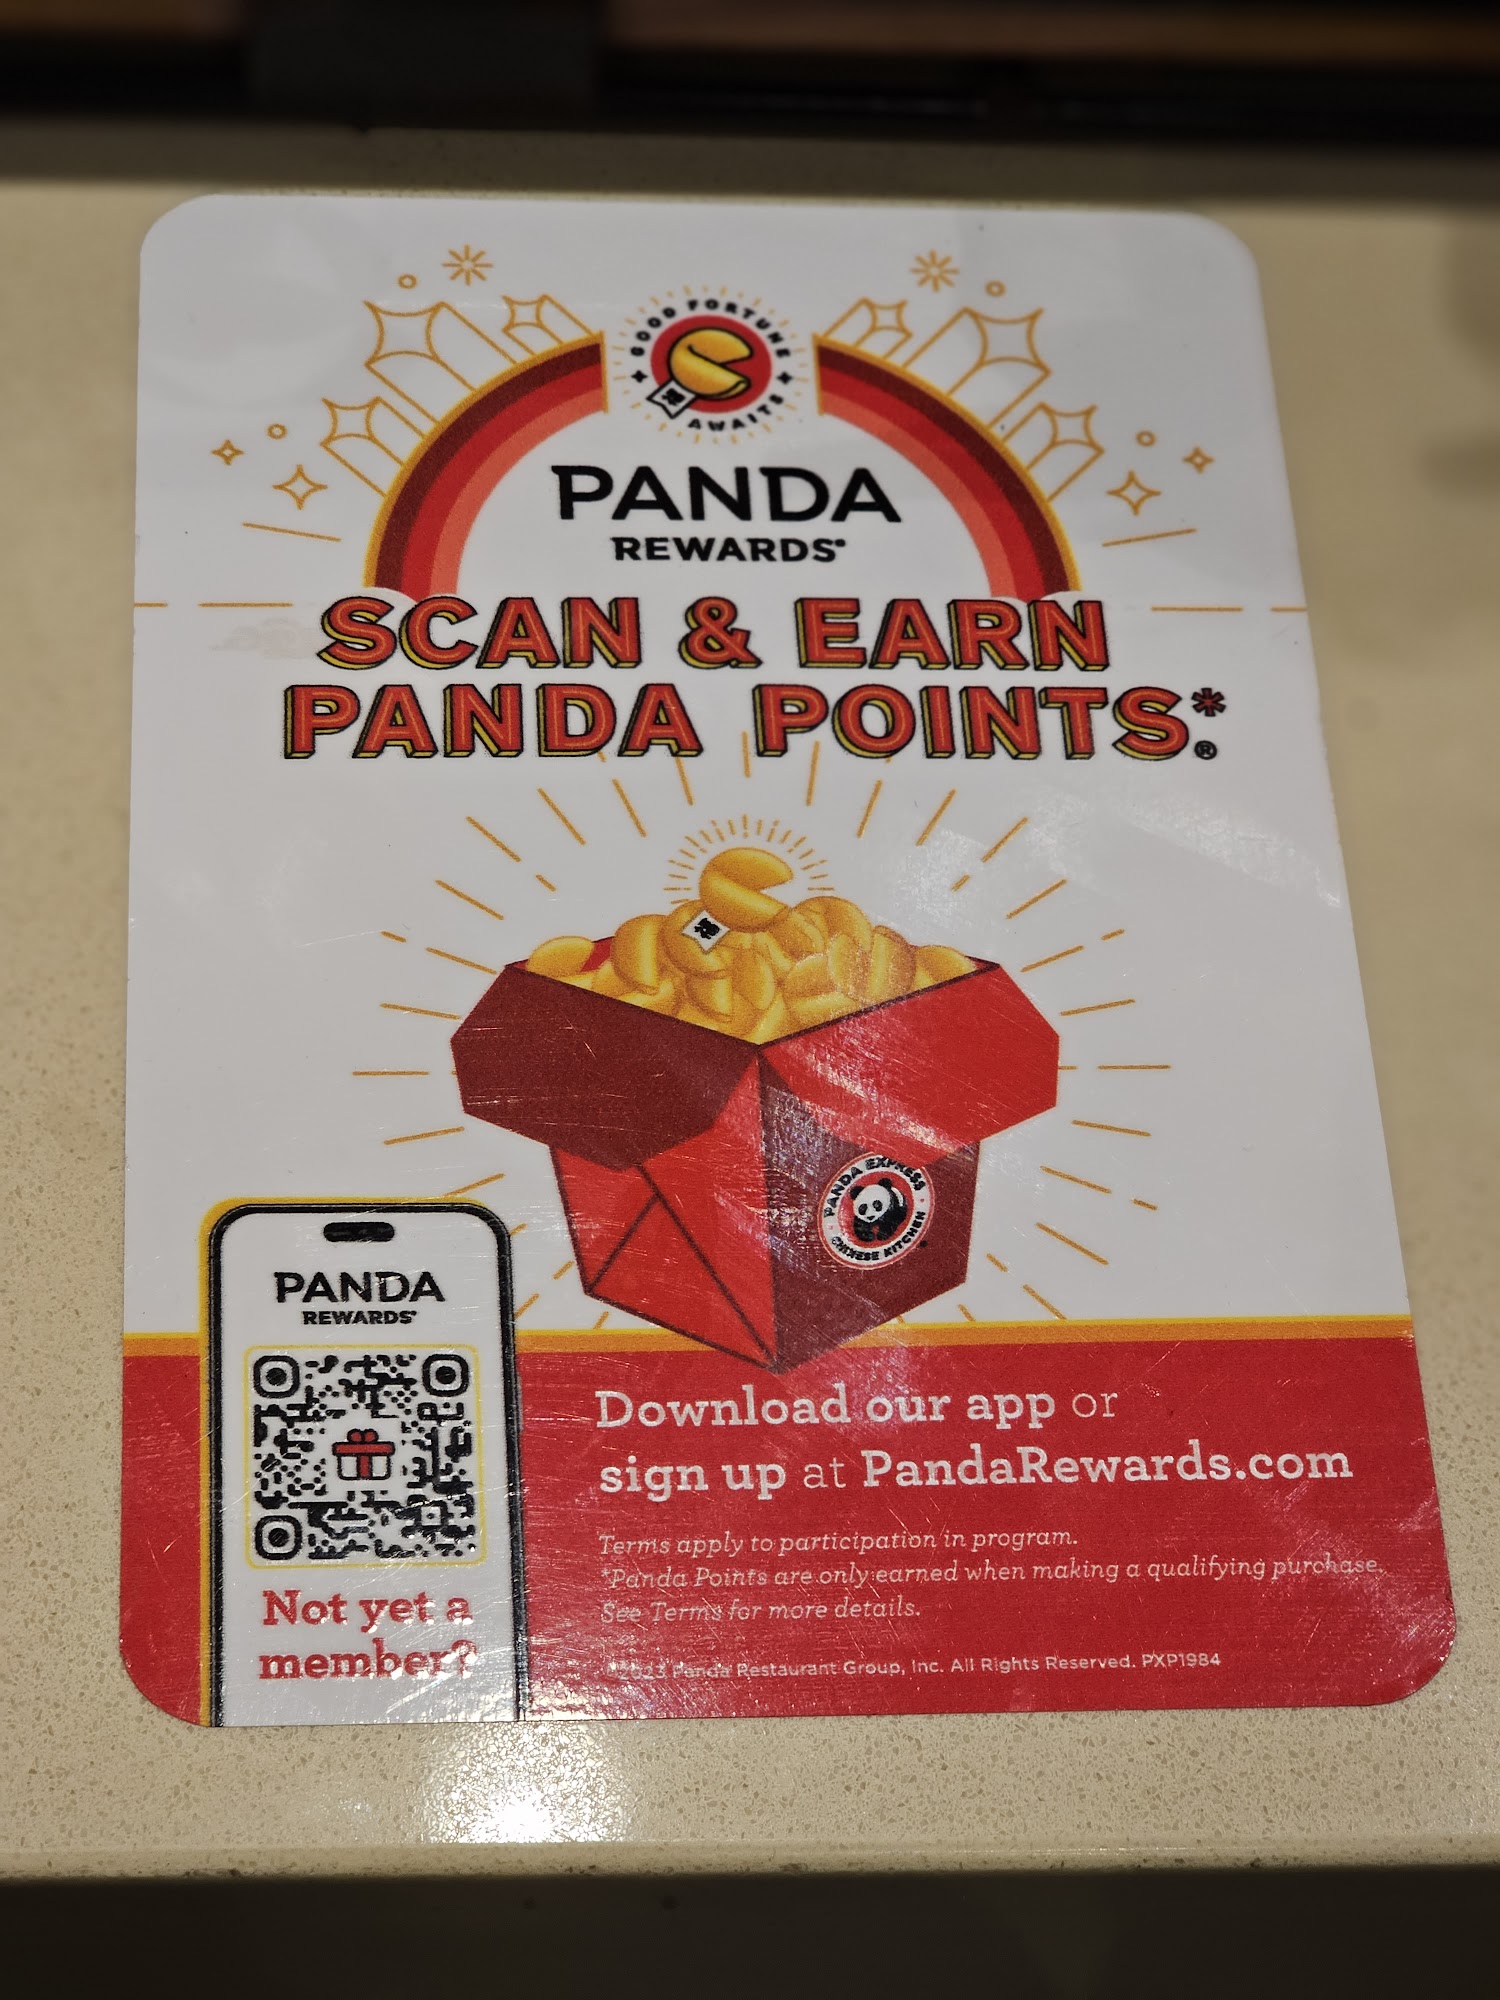 GOOD FORTUNE
AWAITS
PANDA
REWARDS®
SCAN & EARN
PANDA POINTS.*®
PANDA EXPRESS
CHINESE KITCHEN
PANDA
REWARDS®
Not yet a
member?
Download our app or
sign up at PandaRewards.com
Terms apply to participation in program.
*Panda Points are only earned when making a qualifying purchase.
See Terms for more details.
Panda Restaurant Group, Inc. All Rights Reserved. PXP1984